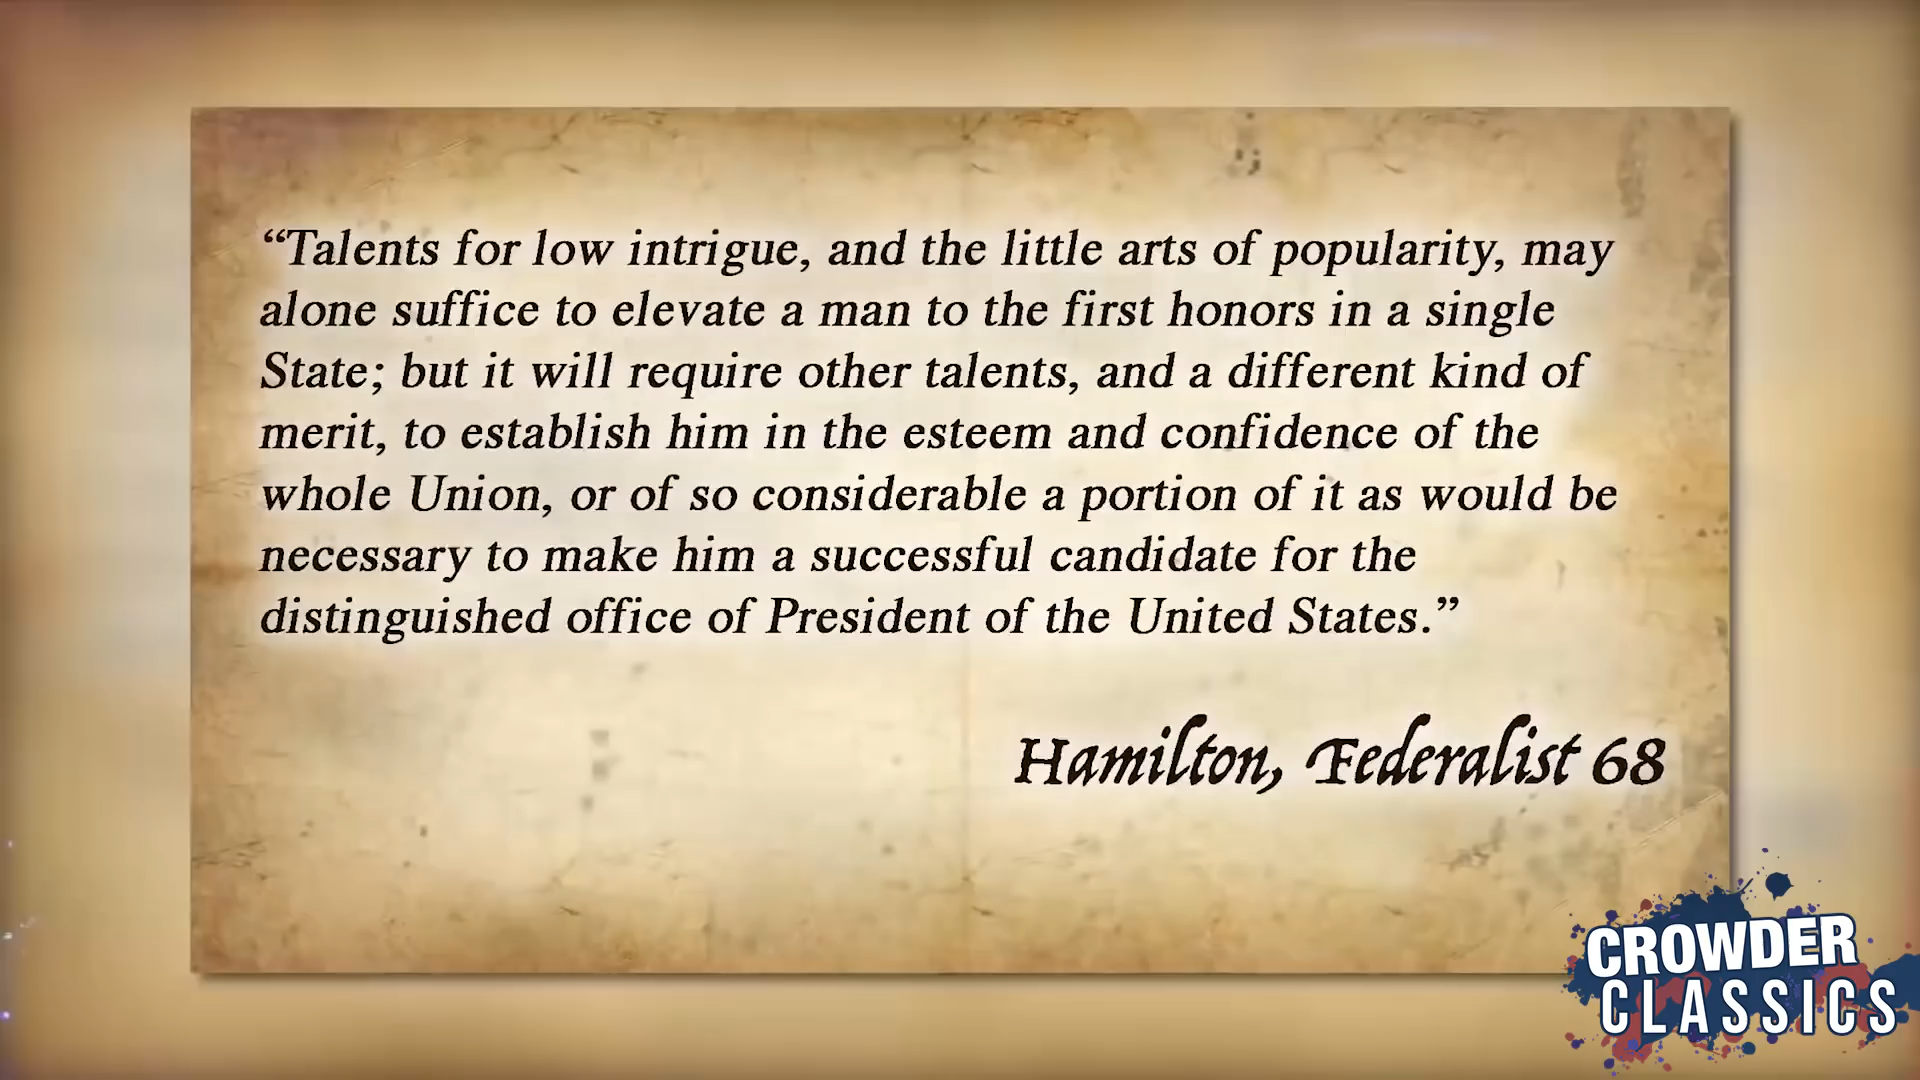 “Talents for low intrigue, and the little arts of popularity, may
alone suffice to elevate a man to the first honors in a single
State; but it will require other talents, and a different kind of
merit, to establish him in the esteem and confidence of the
whole Union, or of so considerable a portion of it as would be
necessary to make him a successful candidate for the
distinguished office of President of the United States.”
Hamilton, Federalist 68
CROWDER
CLASSICS